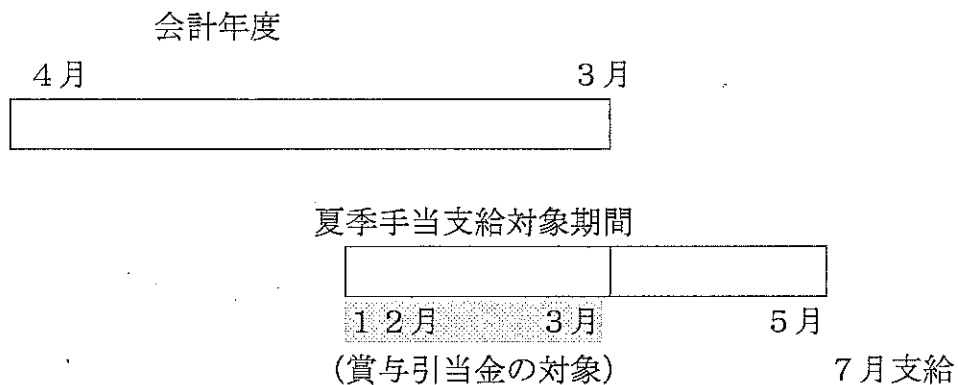 会計年度
4月 3月
夏季手当支給対象期間
12月 3月 5月
(賞与引当金の対象) 7月支給